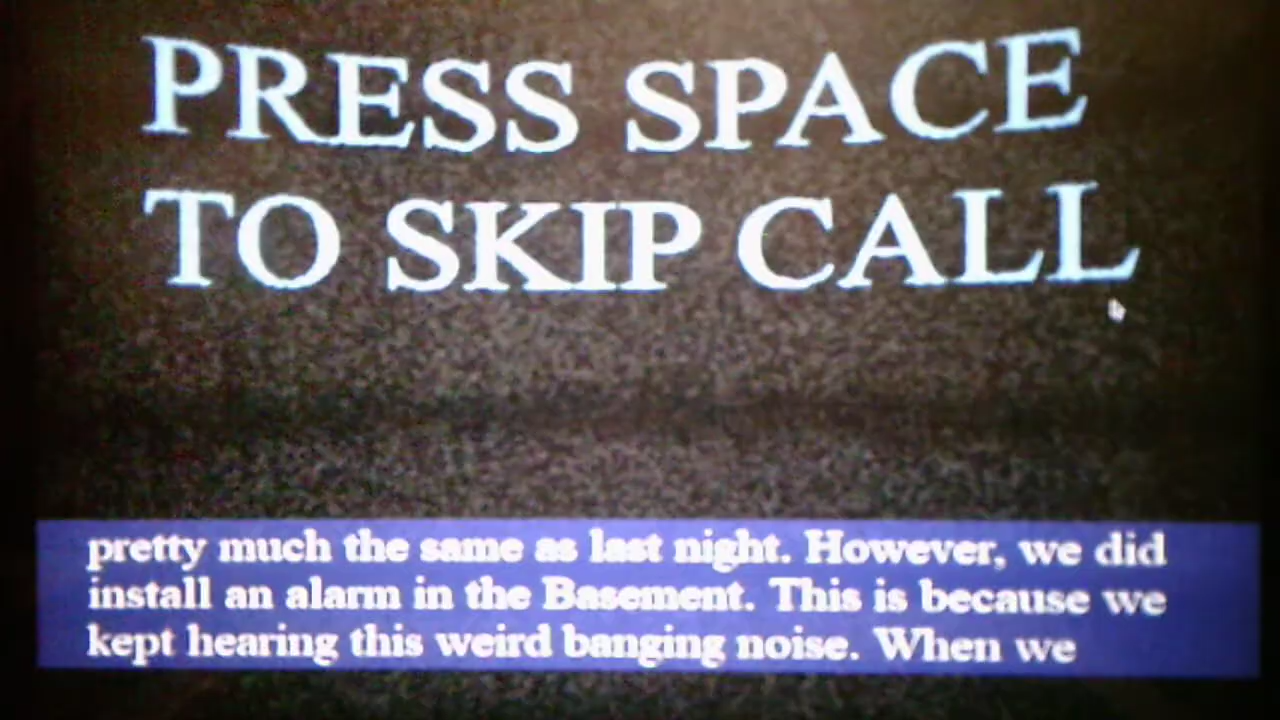 PRESS SPACE
TO SKIP CALL
pretty much the same as last night. However, we did
install an alarm in the Basement. This is because we
kept hearing this weird banging noise. When we